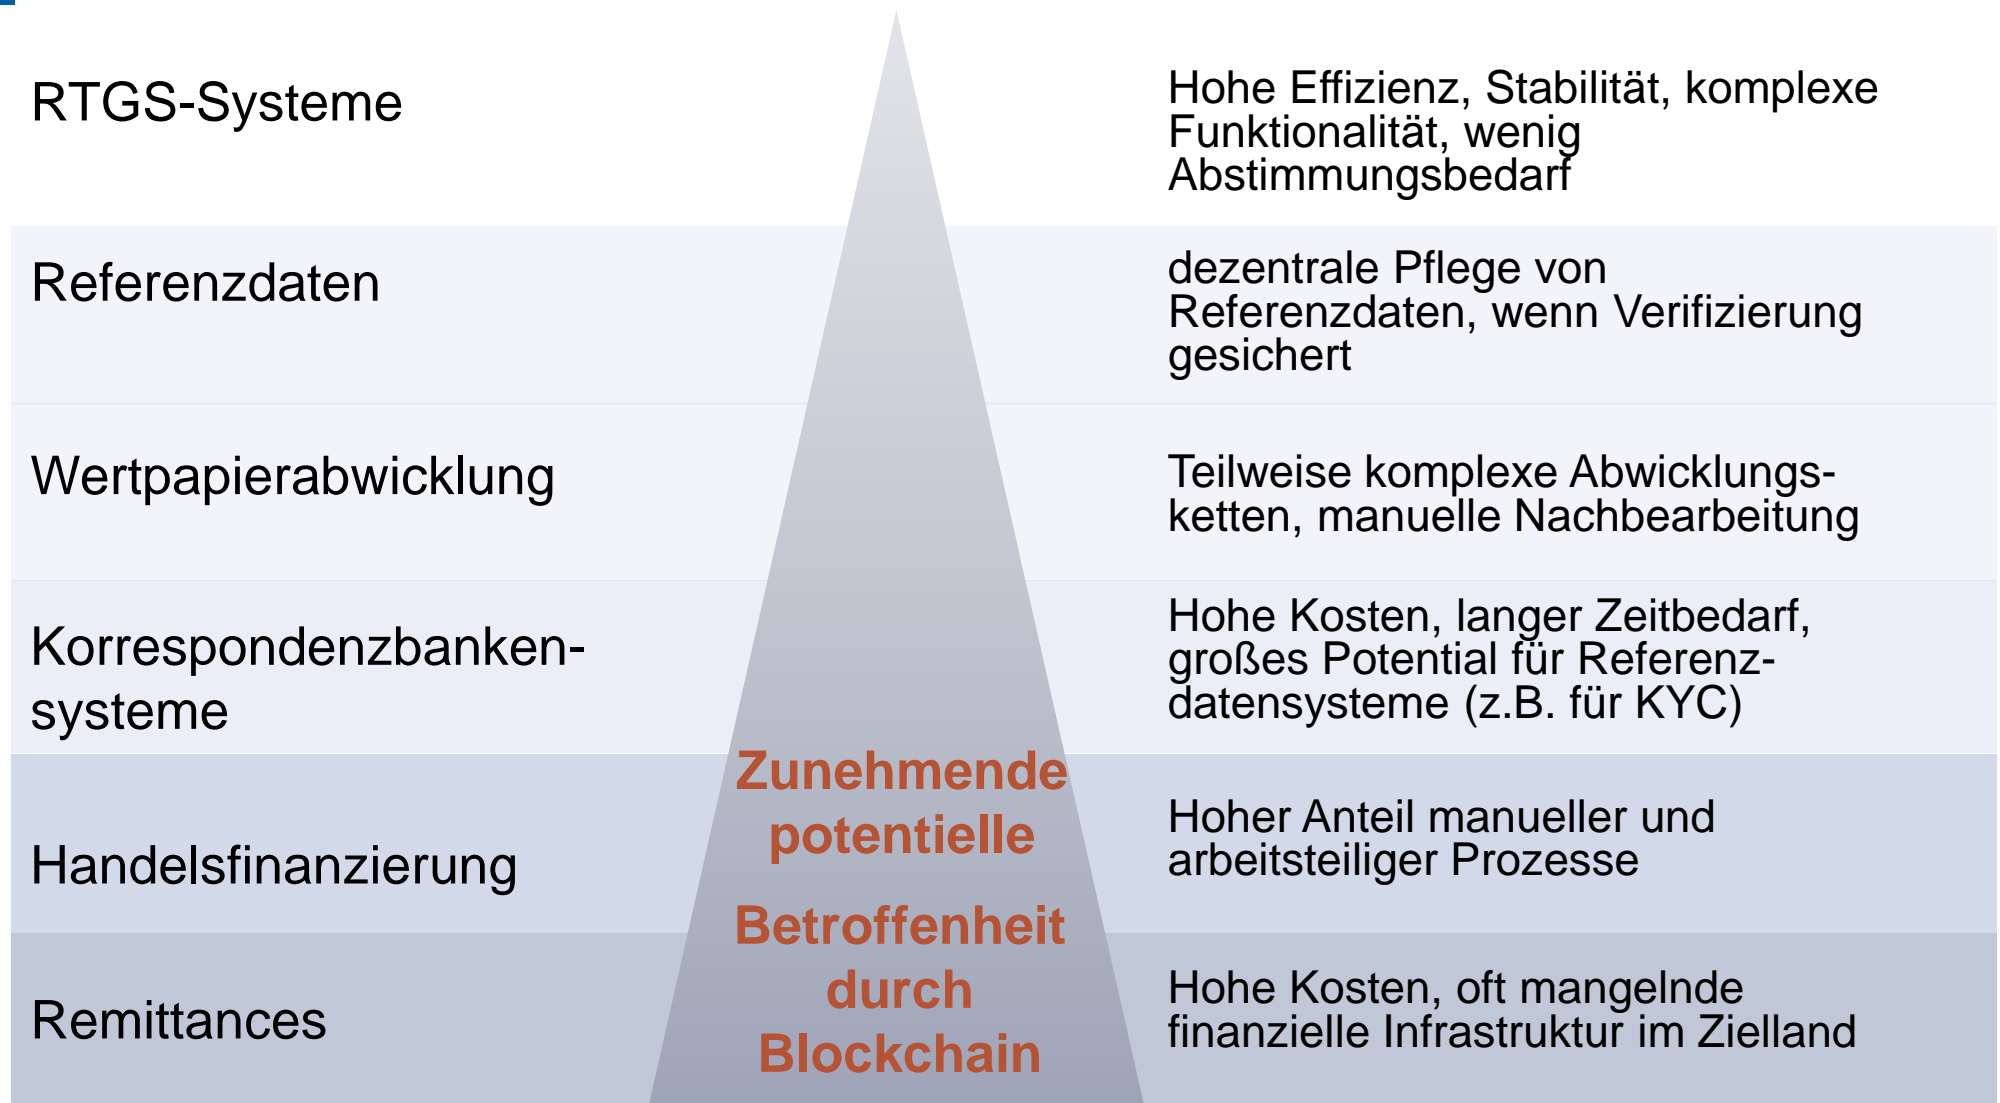 RTGS-Systeme
Hohe Effizienz, Stabilität, komplexe
Funktionalität, wenig
Abstimmungsbedarf
Referenzdaten
dezentrale Pflege von
Referenzdaten, wenn Verifizierung
gesichert
Wertpapierabwicklung
Teilweise komplexe Abwicklungs-
ketten, manuelle Nachbearbeitung
Korrespondenzbanken-
systeme
Hohe Kosten, langer Zeitbedarf,
großes Potential für Referenz-
datensysteme (z.B. für KYC)
Handelsfinanzierung
Hoher Anteil manueller und
arbeitsteiliger Prozesse
Remittances
Hohe Kosten, oft mangelnde
finanzielle Infrastruktur im Zielland
Zunehmende
potentielle
Betroffenheit
durch
Blockchain